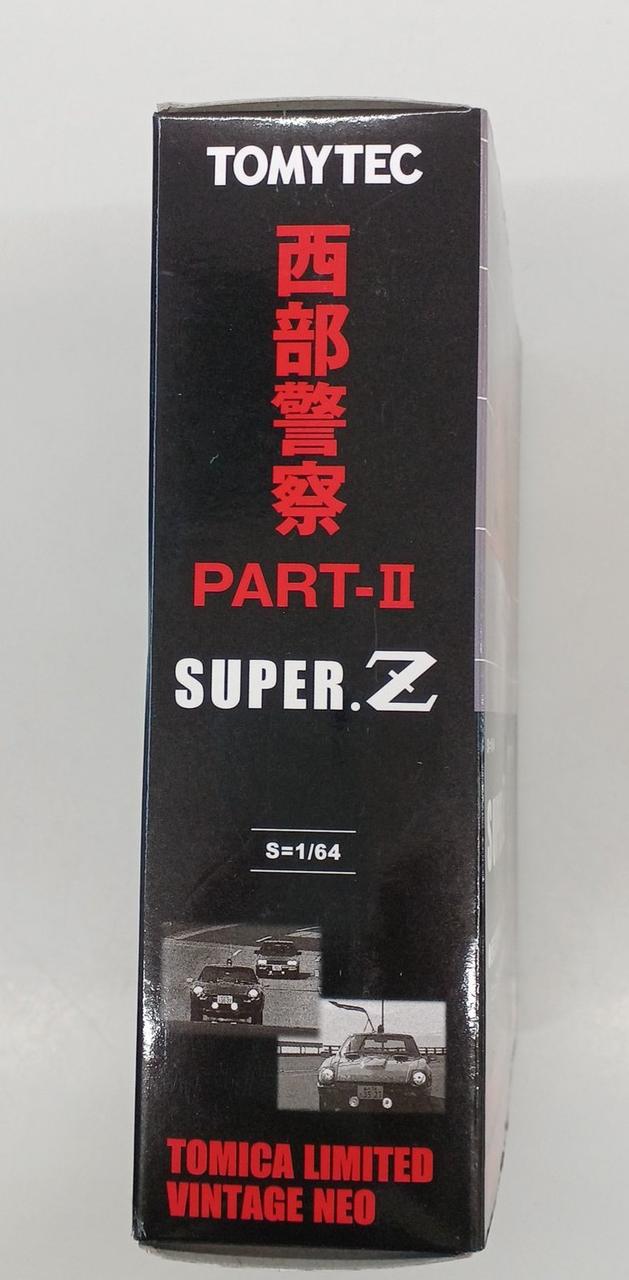 TOMYTEC
西部警察
PART-II
SUPER.Z
S=1/64
TOMICA LIMITED
VINTAGE NEO